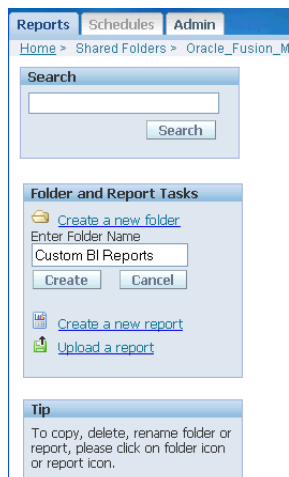 Reports Schedules Admin
Home > Shared Folders > Oracle_Fusion_M
Search
Search
Folder and Report Tasks
Create a new folder
Enter Folder Name
Custom BI Reports
Create Cancel
Create a new report
Upload a report
Tip
To copy, delete, rename folder or
report, please click on folder icon
or report icon.